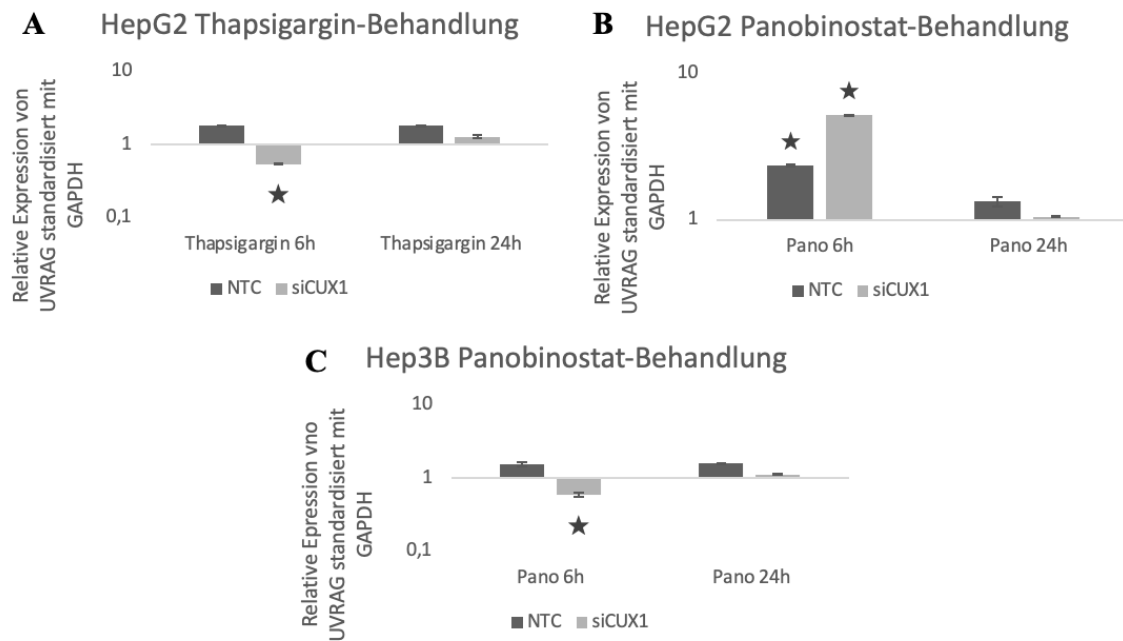 A
HepG2 Thapsigargin-Behandlung
Relative Expression von
UVRAG standardisiert mit
GAPDH
10
1
0,1
Thapsigargin 6h
Thapsigargin 24h
NTC
siCUX1
B
HepG2 Panobinostat-Behandlung
Relative Expression von
UVRAG standardisiert mit
GAPDH
10
1
Pano 6h
Pano 24h
NTC
siCUX1
C
Hep3B Panobinostat-Behandlung
Relative Epression vno
UVRAG standardisiert mit
GAPDH
10
1
0,1
Pano 6h
Pano 24h
NTC
siCUX1